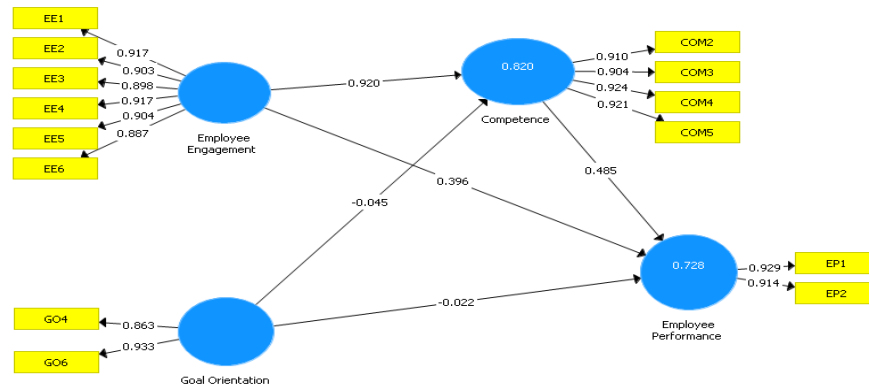 EE1
EE2
EE3
EE4
EE5
EE6
0.917
0.903
0.898
0.917
0.904
0.887
Employee
Engagement
0.920
0.820
Competence
0.910
0.904
0.924
0.921
COM2
COM3
COM4
COM5
-0.045
0.396
0.485
GO4
GO6
0.863
0.933
Goal Orientation
-0.022
0.728
Employee
Performance
0.929
0.914
EP1
EP2